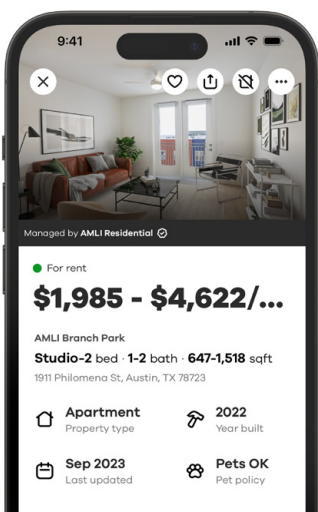 9:41
Managed by AMLI Residential
For rent
$1,985 - $4,622/...
AMLI Branch Park
Studio-2 bed · 1-2 bath · 647-1,518 sqft
1911 Philomena St, Austin, TX 78723
Apartment
Property type
2022
Year built
Sep 2023
Last updated
Pets OK
Pet policy